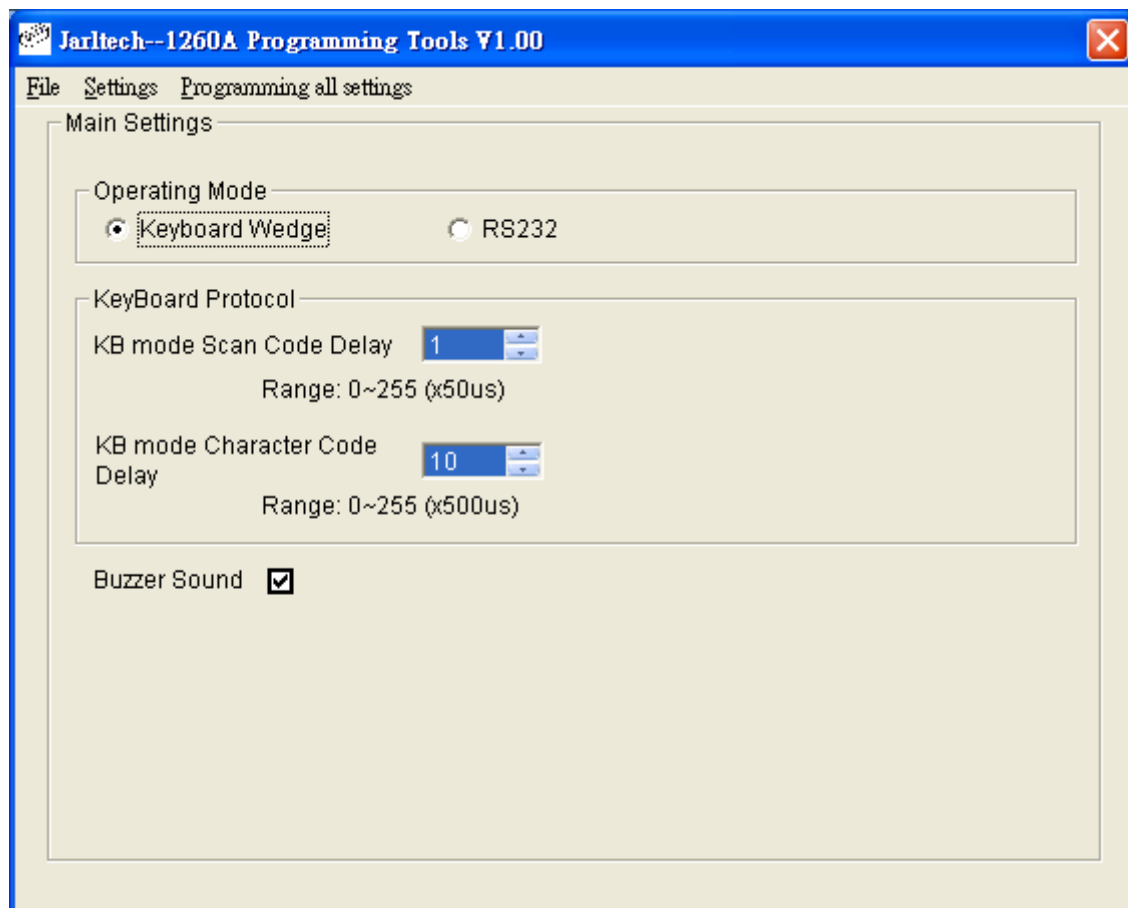 Jarltech--1260A Programming Tools V1.00
File Settings Programming all settings
Main Settings
Operating Mode
Keyboard Wedge RS232
KeyBoard Protocol
KB mode Scan Code Delay 1
Range: 0~255 (x50us)
KB mode Character Code
Delay
10
Range: 0~255 (x500us)
Buzzer Sound